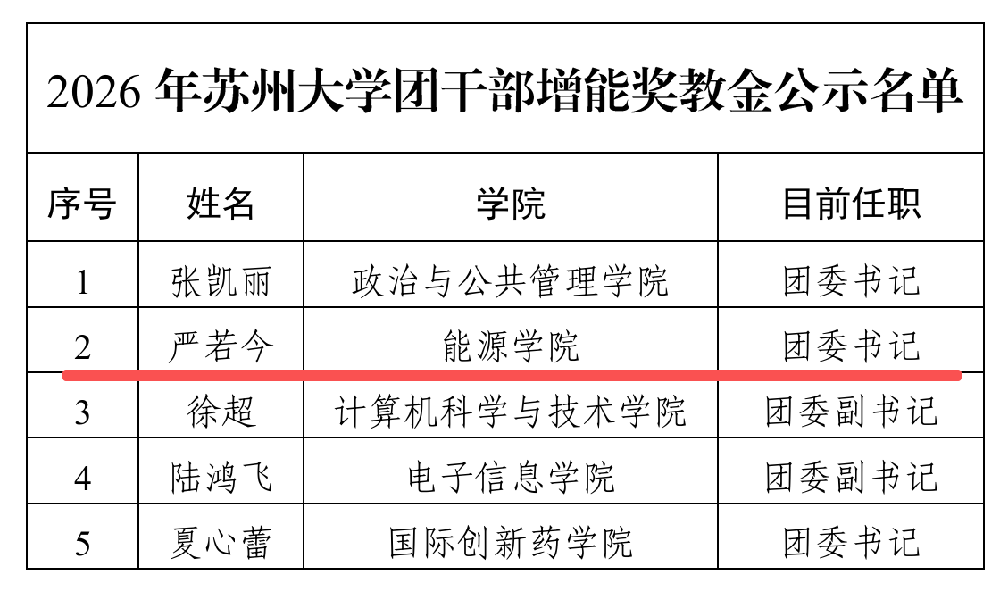 2026 年苏州大学团干部增能奖教金公示名单
序号 姓名 学院 目前任职
1 张凯丽 政治与公共管理学院 团委书记
2 严若今 能源学院 团委书记
3 徐超 计算机科学与技术学院 团委副书记
4 陆鸿飞 电子信息学院 团委副书记
5 夏心蕾 国际创新药学院 团委书记